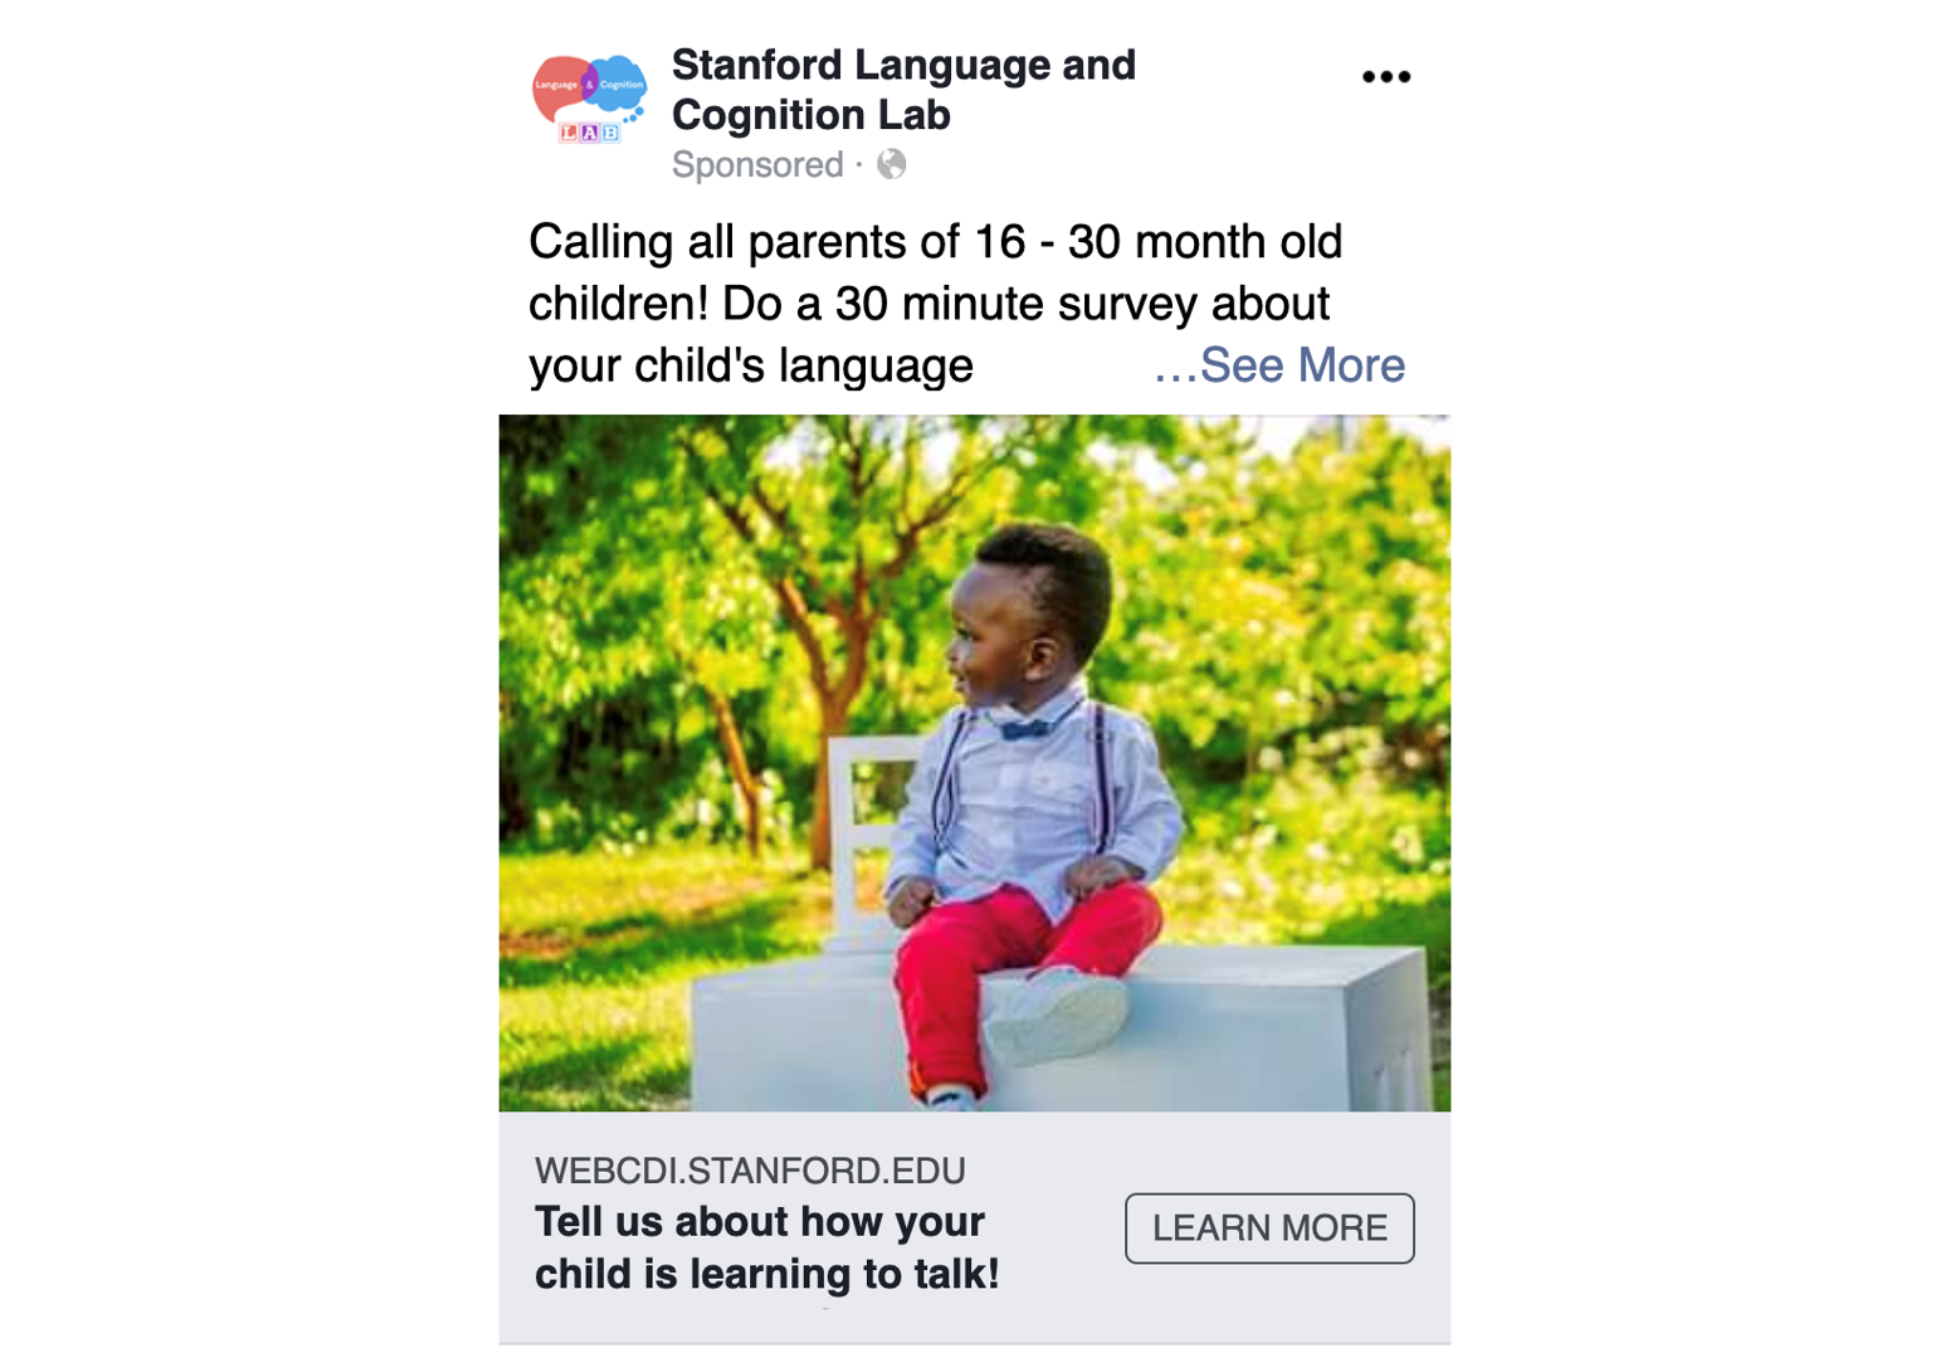 Language & Cognition
LAB
Stanford Language and
Cognition Lab
Sponsored ·
Calling all parents of 16 - 30 month old
children! Do a 30 minute survey about
your child's language ...See More
WEBCDI.STANFORD.EDU
Tell us about how your
child is learning to talk!
LEARN MORE